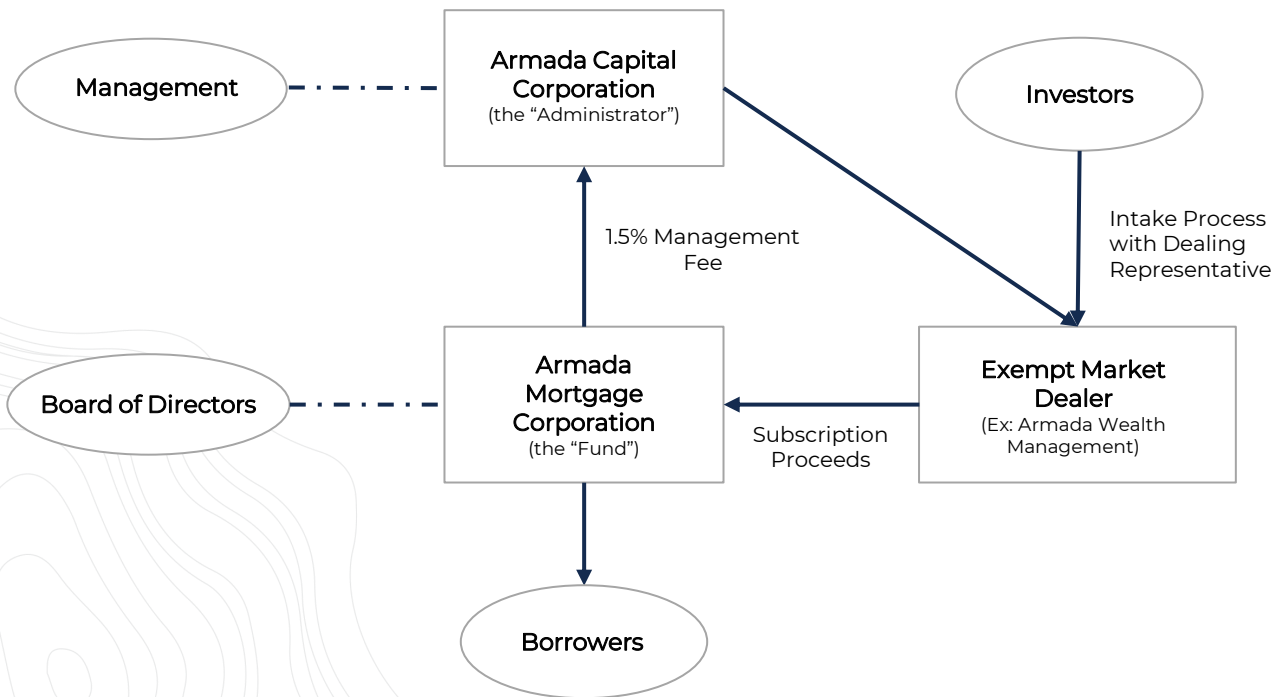 Management
Armada Capital
Corporation
(the “Administrator”)
Investors
1.5% Management
Fee
Intake Process
with Dealing
Representative
Board of Directors
Armada
Mortgage
Corporation
(the “Fund”)
Subscription
Proceeds
Exempt Market
Dealer
(Ex: Armada Wealth
Management)
Borrowers